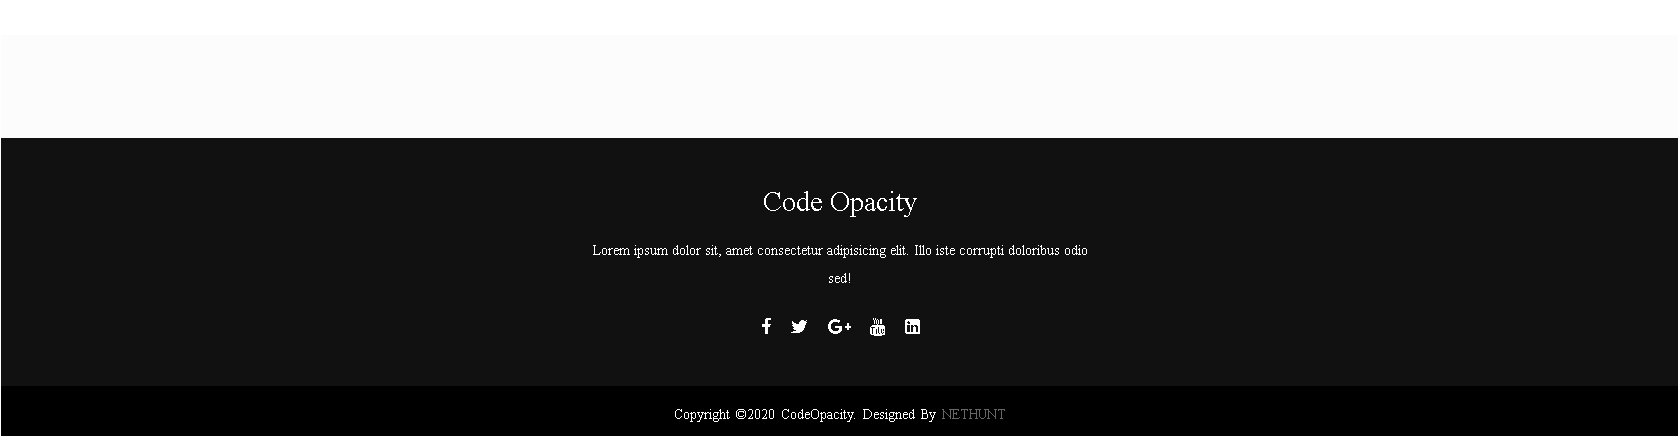 Code Opacity
Lorem ipsum dolor sit, amet consectetur adipisicing elit. Illo iste corrupti doloribus odio
sed!
Copyright ©2020 CodeOpacity. Designed By NETHUNT